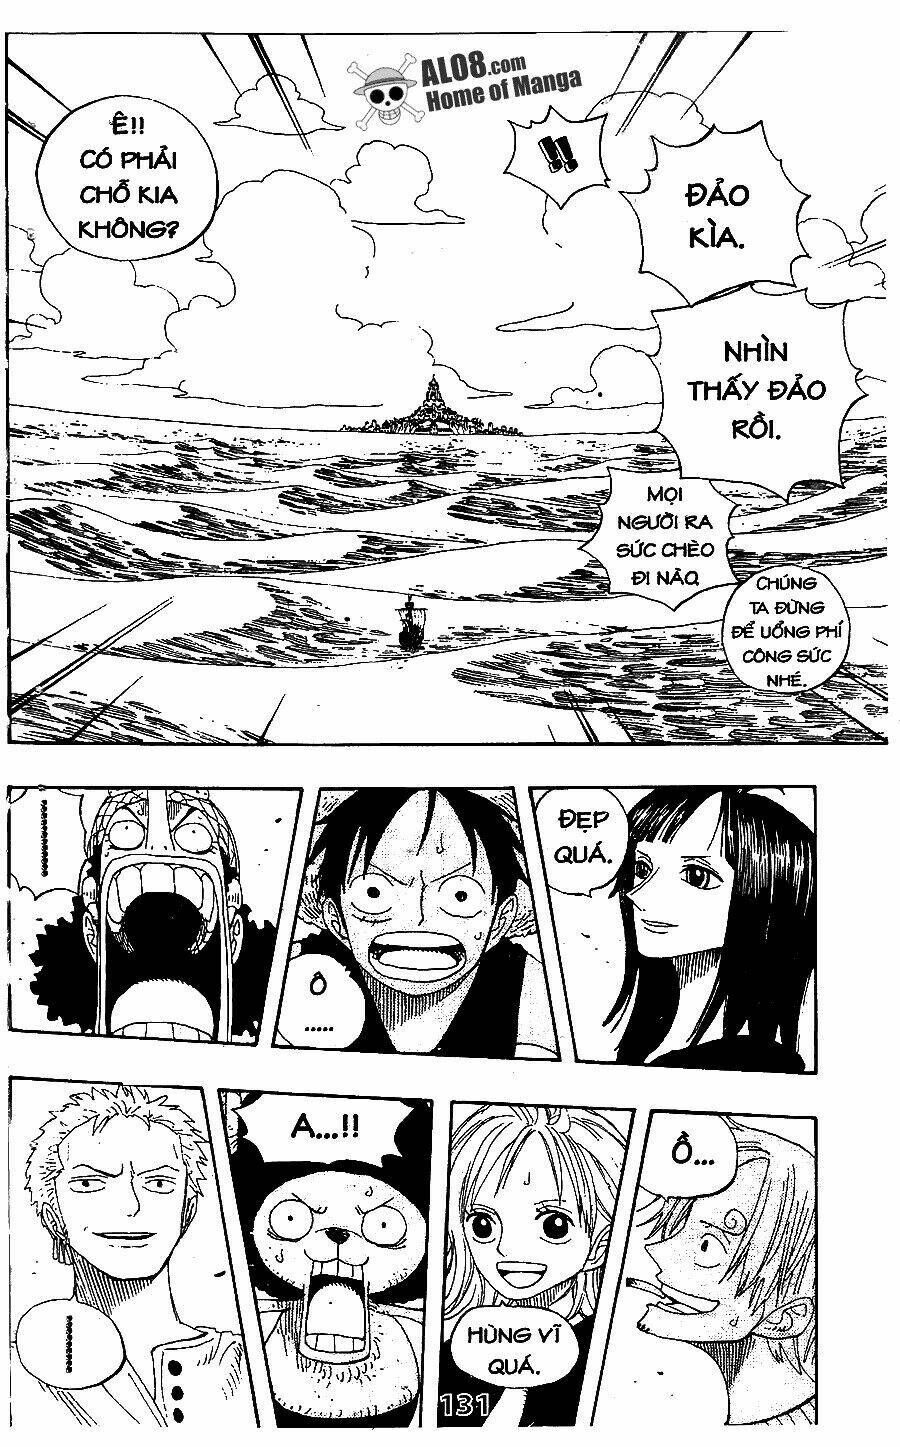 AL08.com
Home of Manga
Ê!!
CÓ PHẢI
CHỖ KIA
KHÔNG?
!!
ĐẢO
KÌA.
NHÌN
THẤY ĐẢO
RỒI.
MỌI
NGƯỜI RA
SỨC CHÈO
ĐI NÀO.
CHÚNG
TA ĐỪNG
ĐỂ UỔNG PHÍ
CÔNG SỨC
NHÉ.
..........
Ô
.....
ĐẸP
QUÁ.
..........
A...!!
HÙNG VĨ
QUÁ.
Ồ...
131